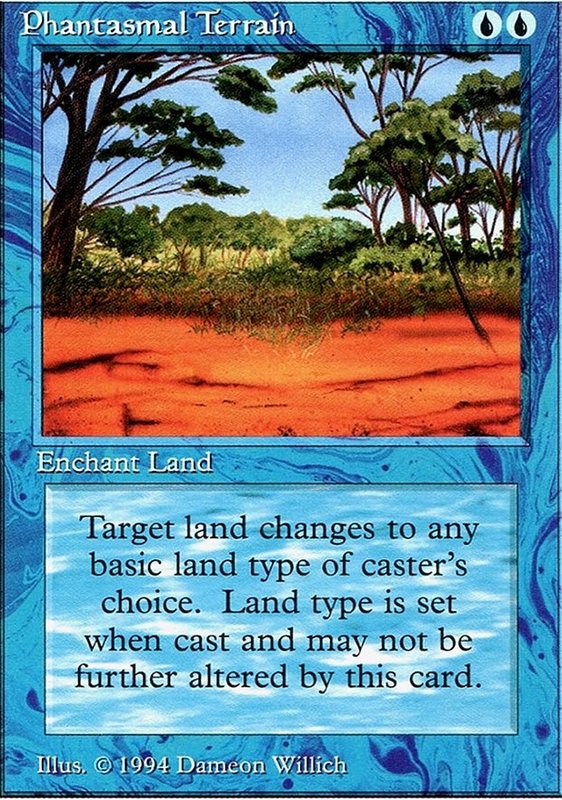 Phantasmal Terrain
Enchant Land
Target land changes to any
basic land type of caster's
choice. Land type is set
when cast and may not be
further altered by this card.
Illus. © 1994 Dameon Willich